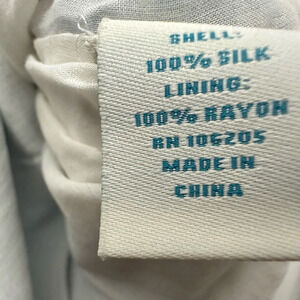 SHELL:
100% SILK
LINING:
100% RAYON
RN 106205
MADE IN
CHINA